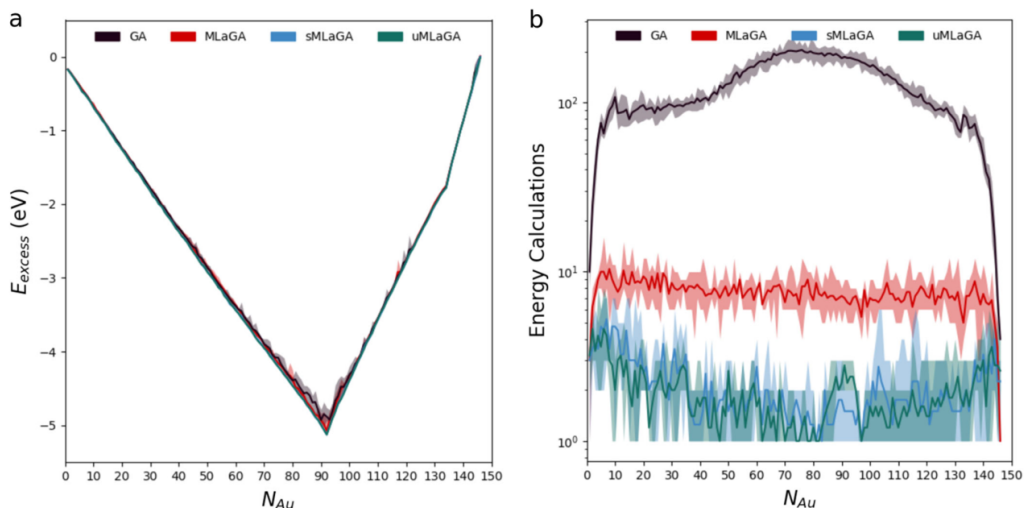 a
GA MLaGA sMLaGA uMLaGA
0
−1
−2
−3
−4
−5
E_excess (eV)
0 10 20 30 40 50 60 70 80 90 100 110 120 130 140 150
N_Au
b
GA MLaGA sMLaGA uMLaGA
10²
10¹
10⁰
Energy Calculations
0 10 20 30 40 50 60 70 80 90 100 110 120 130 140 150
N_Au